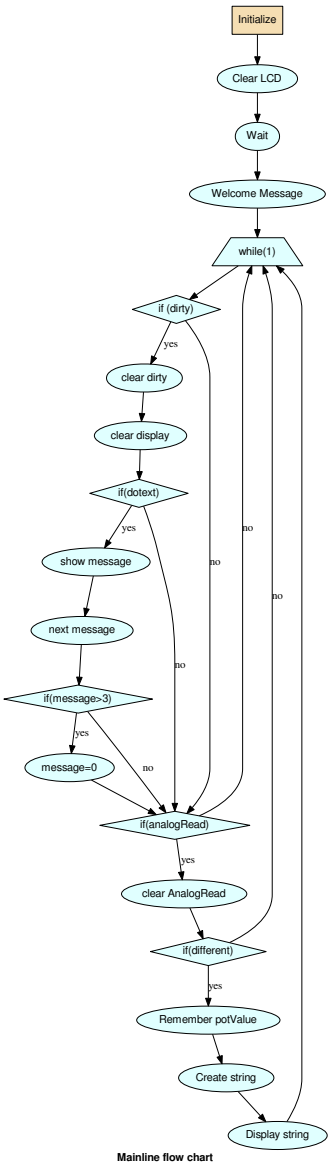 Initialize
Clear LCD
Wait
Welcome Message
while(1)
if (dirty)
yes
clear dirty
clear display
if(dotext)
yes
no
show message
no
no
next message
no
if(message>3)
yes
no
message=0
if(analogRead)
yes
clear AnalogRead
if(different)
yes
Remember potValue
Create string
Display string
Mainline flow chart